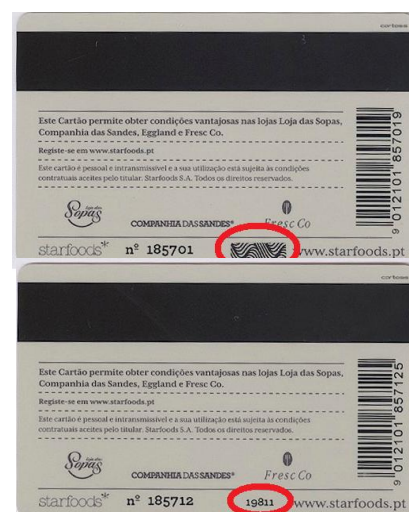 cartoss
Este Cartão permite obter condições vantajosas nas lojas Loja das Sopas,
Companhia das Sandes, Eggland e Fresc Co.
Registe-se em www.starfoods.pt
Este cartão é pessoal e intransmissível e a sua utilização está sujeita às condições
contratuais aceites pelo titular. Starfoods S.A. Todos os direitos reservados.
Sopas
COMPANHIA DAS SANDES®
Fresc Co
starfoods* nº 185701 www.starfoods.pt
9 012101 857019
Este Cartão permite obter condições vantajosas nas lojas Loja das Sopas,
Companhia das Sandes, Eggland e Fresc Co.
Registe-se em www.starfoods.pt
Este cartão é pessoal e intransmissível e a sua utilização está sujeita às condições
contratuais aceites pelo titular. Starfoods S.A. Todos os direitos reservados.
Sopas
COMPANHIA DAS SANDES®
Fresc Co
starfoods* nº 185712 19811 www.starfoods.pt
9 012101 857125